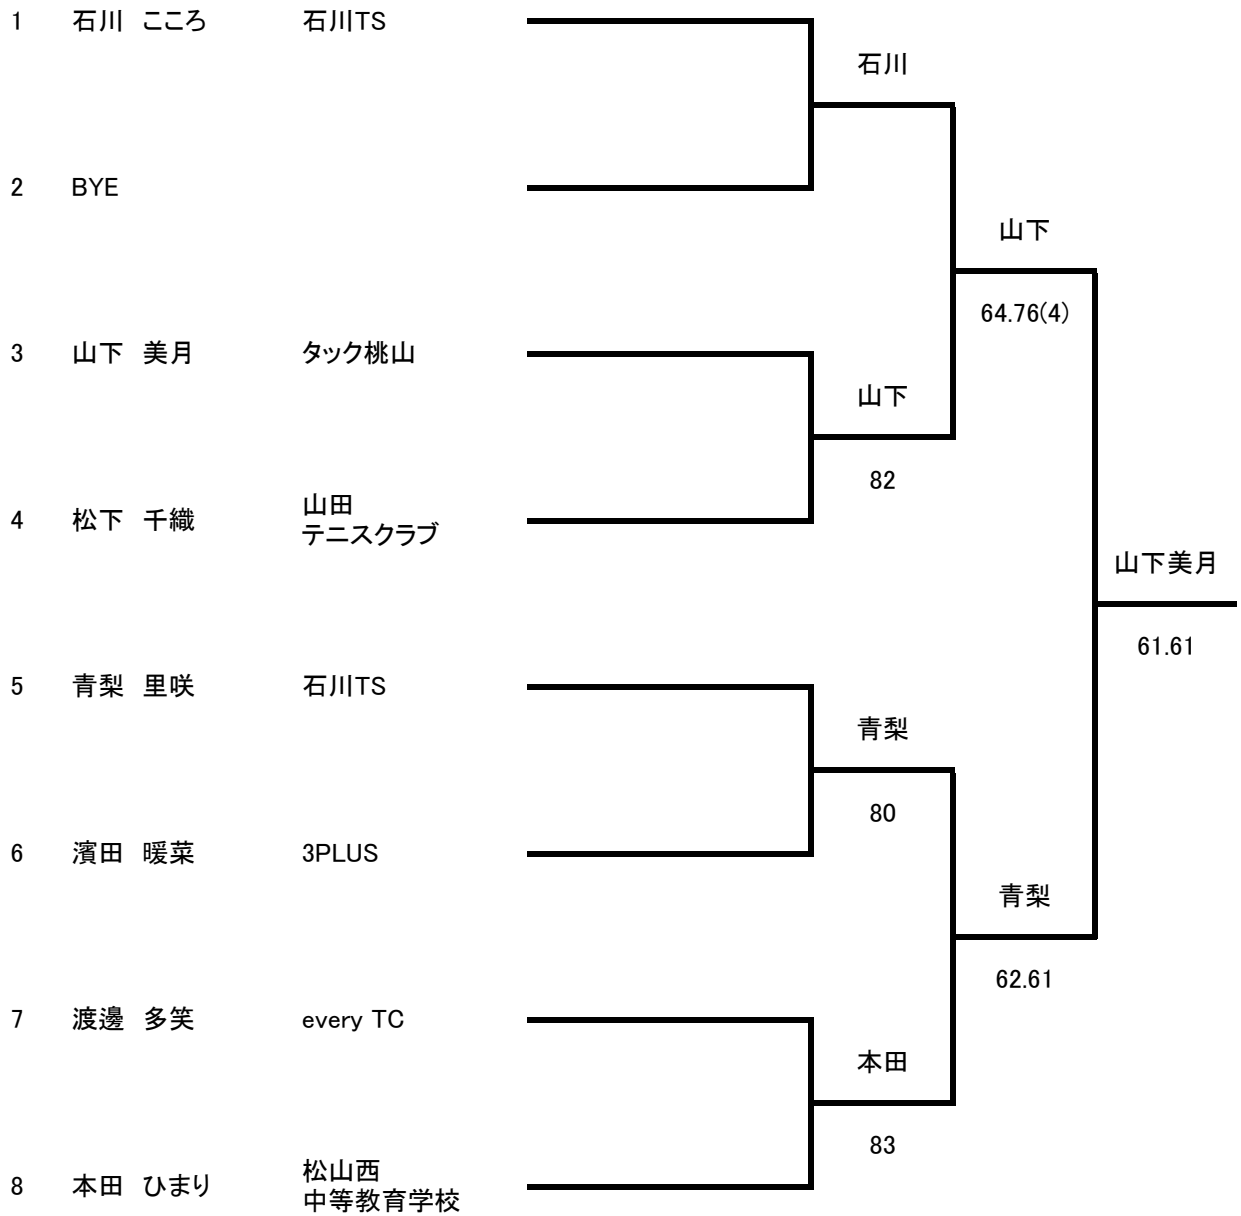 1 石川 こころ 石川TS
石川
2 BYE
山下
64.76(4)
3 山下 美月 タック桃山
山下
82
4 松下 千織 山田
テニスクラブ
山下美月
61.61
5 青梨 里咲 石川TS
青梨
80
6 濱田 暖菜 3PLUS
青梨
62.61
7 渡邊 多笑 every TC
本田
83
8 本田 ひまり 松山西
中等教育学校